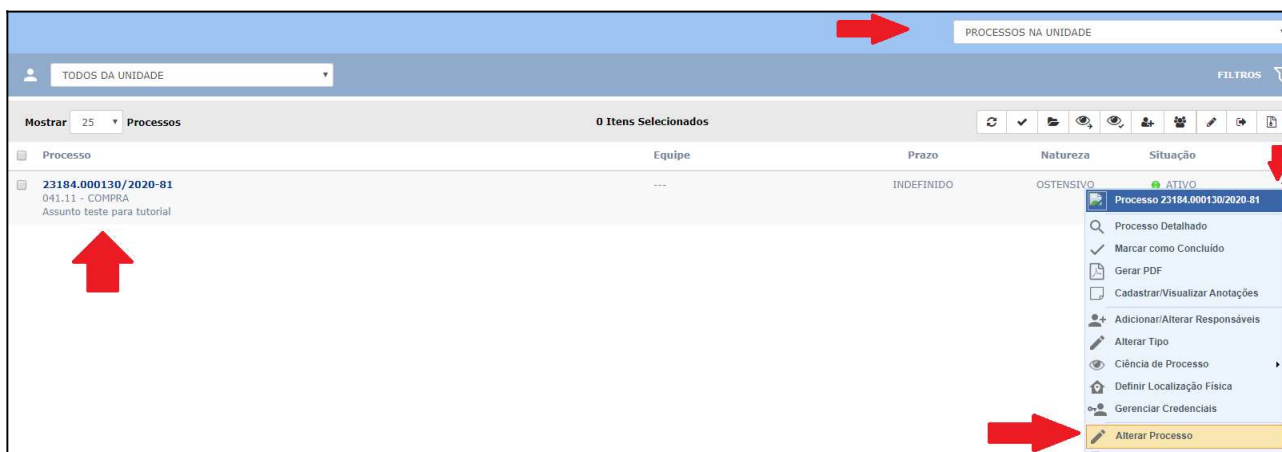 PROCESSOS NA UNIDADE
TODOS DA UNIDADE
FILTROS
Mostrar 25 Processos 0 Itens Selecionados
Processo Equipe Prazo Natureza Situação
23184.000130/2020-81 --- INDEFINIDO OSTENSIVO ATIVO
041.11 - COMPRA
Assunto teste para tutorial
Processo 23184.000130/2020-81
Processo Detalhado
Marcar como Concluído
Gerar PDF
Cadastrar/Visualizar Anotações
Adicionar/Alterar Responsáveis
Alterar Tipo
Ciência de Processo
Definir Localização Física
Gerenciar Credenciais
Alterar Processo